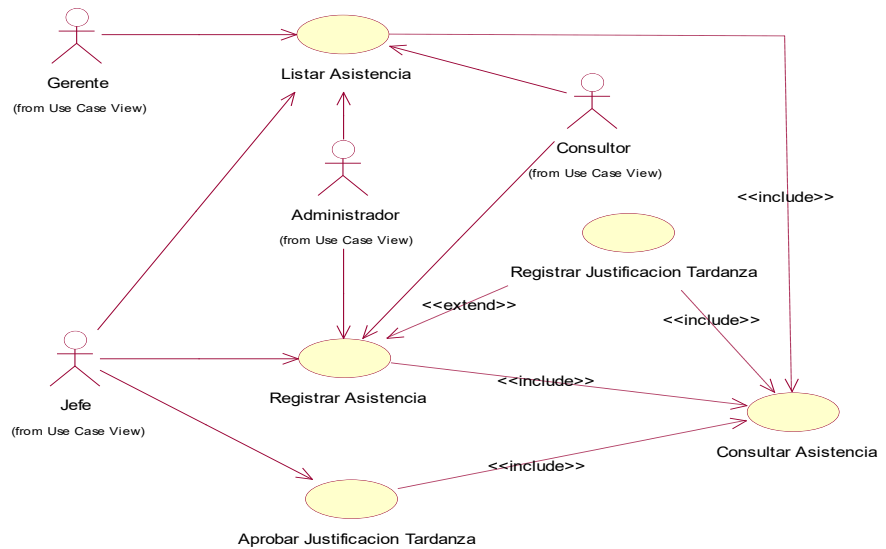 Gerente
(from Use Case View)
Listar Asistencia
Consultor
(from Use Case View)
<<include>>
Administrador
(from Use Case View)
Registrar Justificacion Tardanza
<<extend>>
<<include>>
Jefe
(from Use Case View)
Registrar Asistencia
<<include>>
Consultar Asistencia
<<include>>
Aprobar Justificacion Tardanza